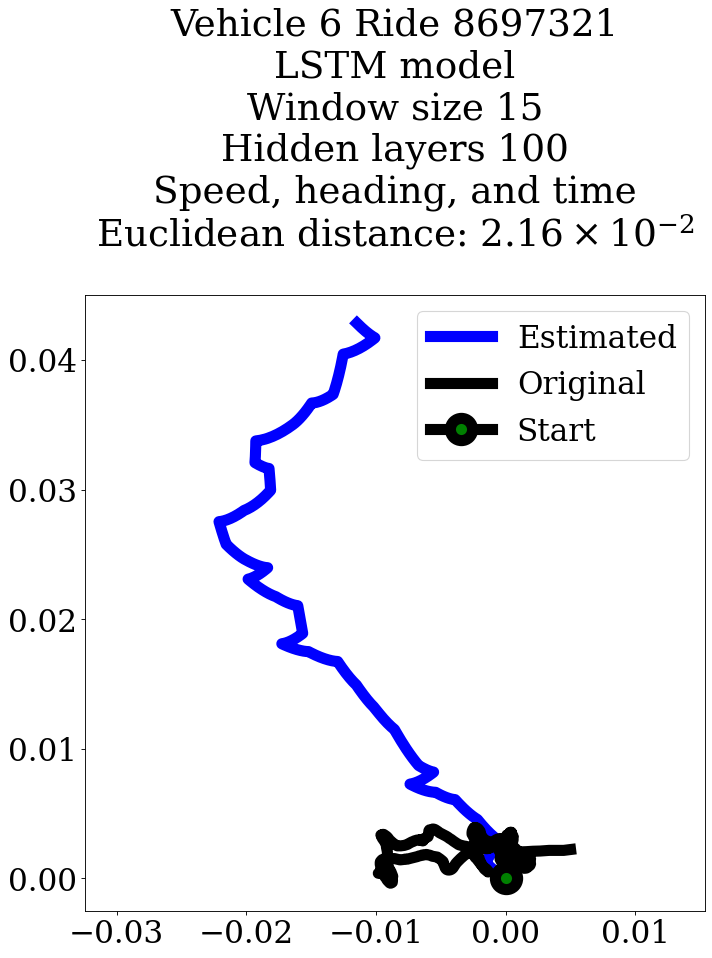 Vehicle 6 Ride 8697321
LSTM model
Window size 15
Hidden layers 100
Speed, heading, and time
Euclidean distance: 2.16 × 10⁻²
Estimated
Original
Start
0.04
0.03
0.02
0.01
0.00
−0.03 −0.02 −0.01 0.00 0.01